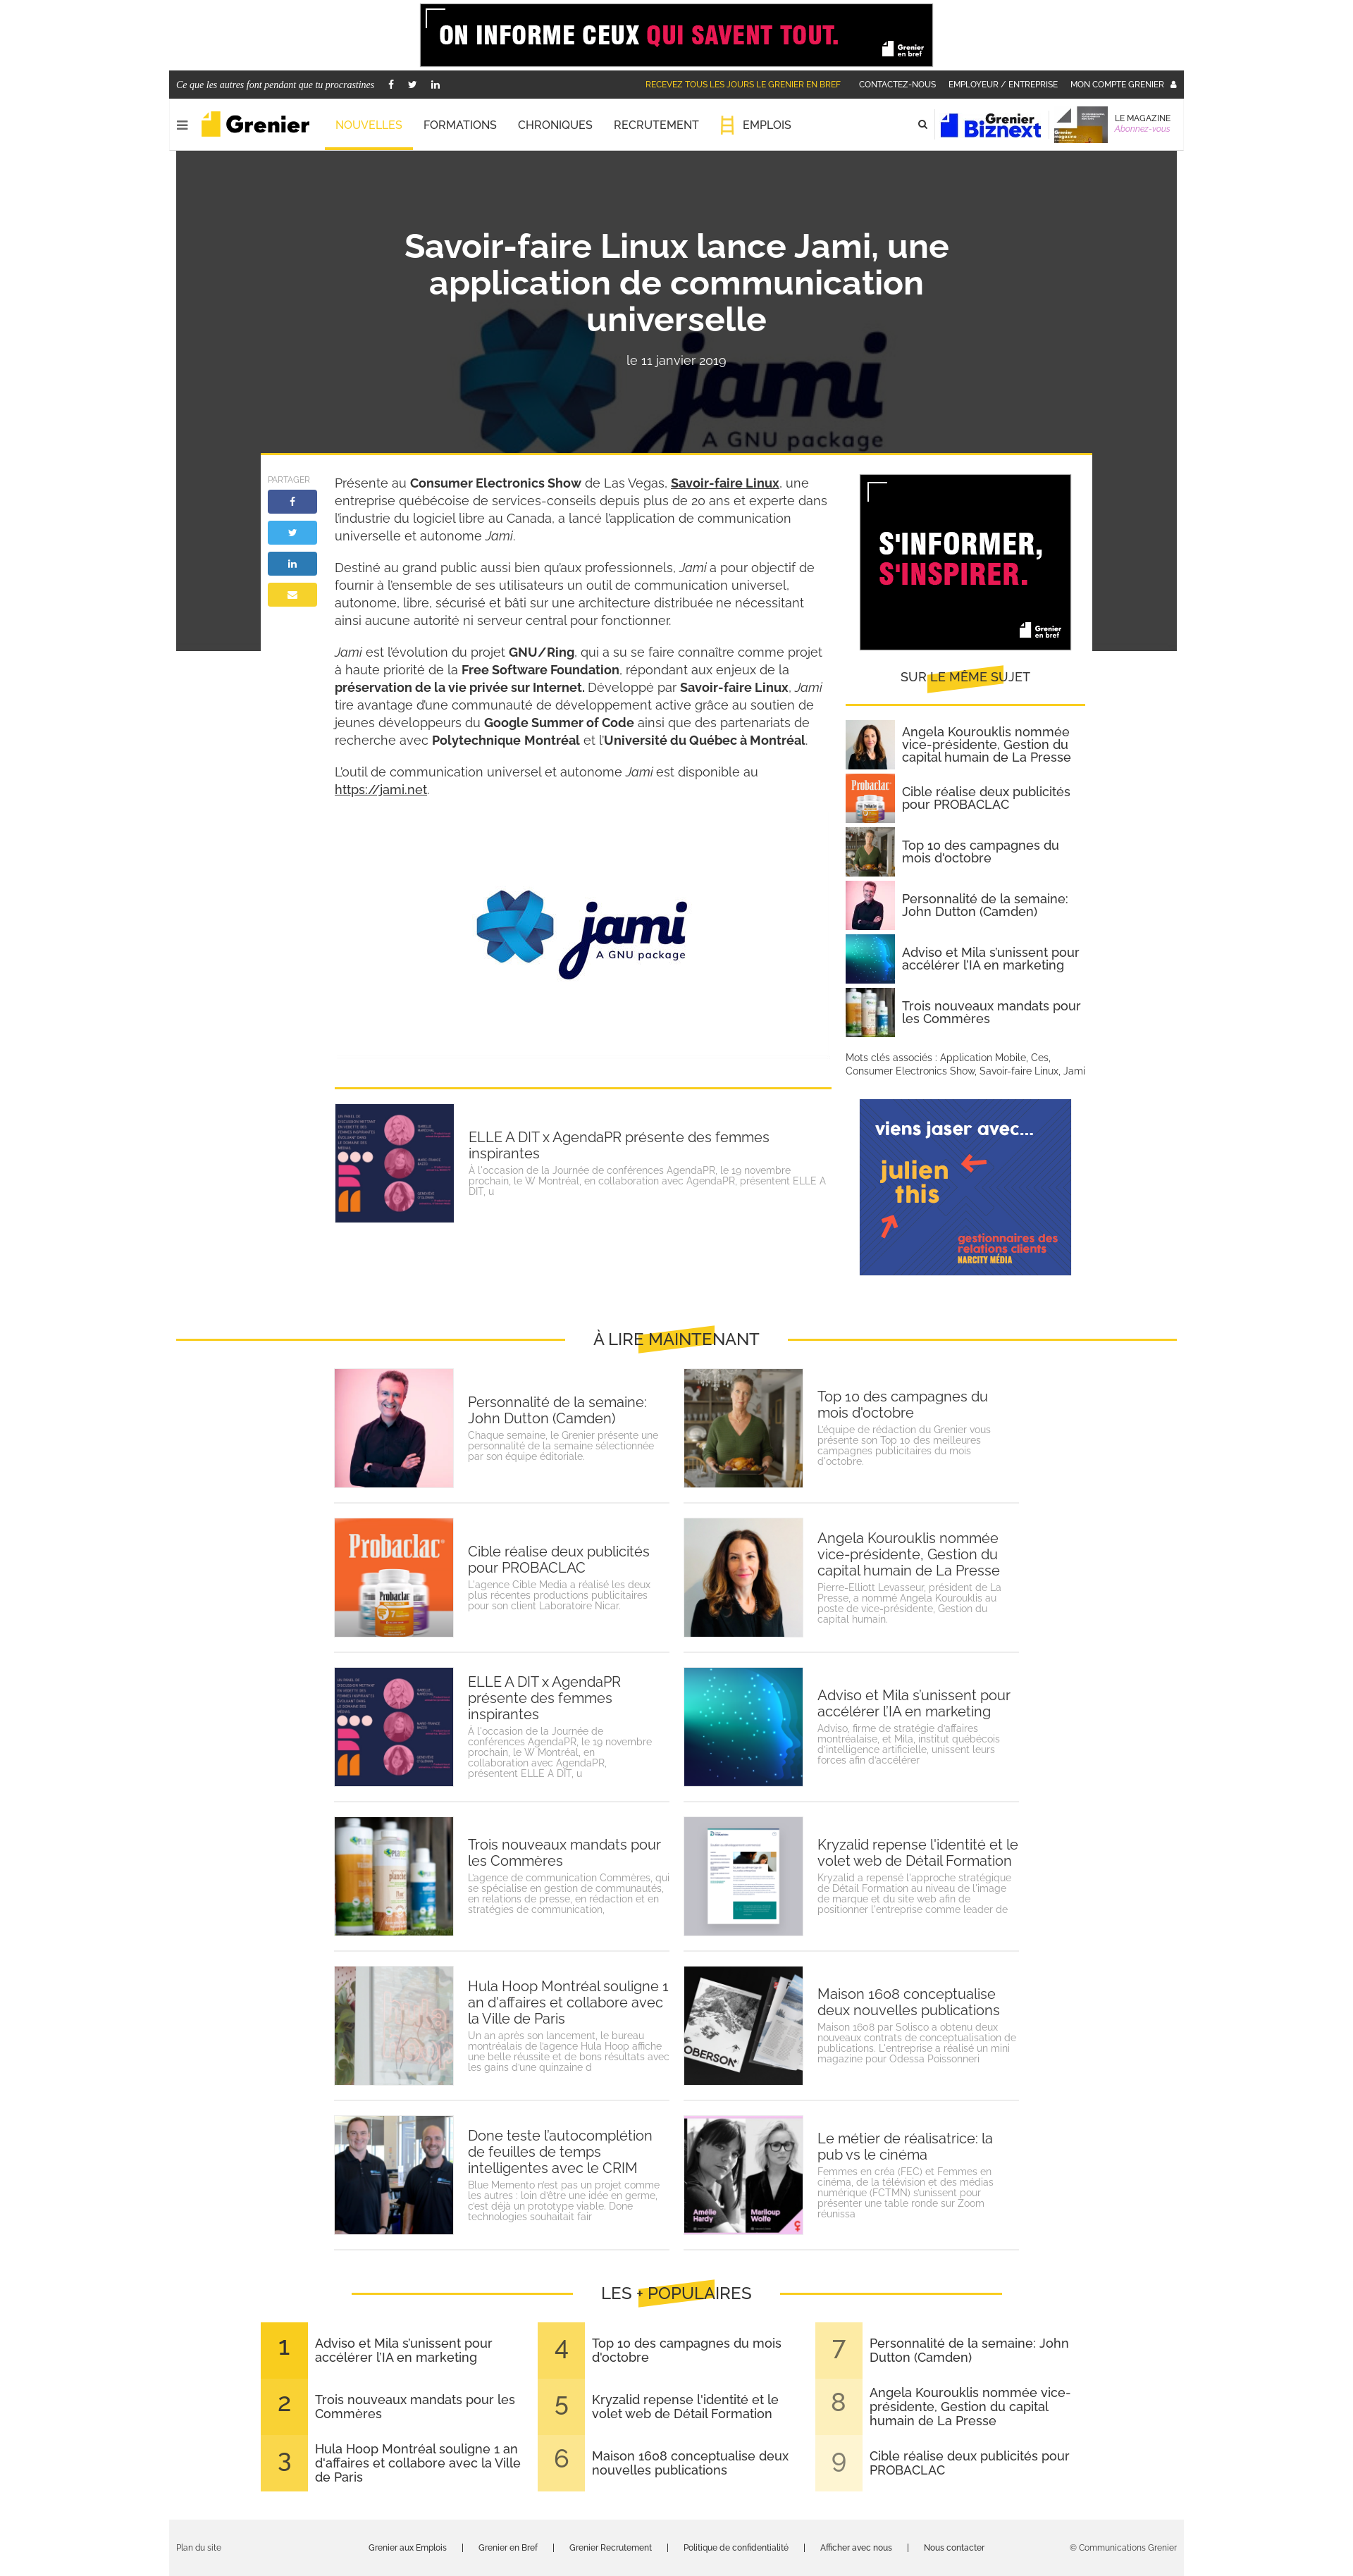 ON INFORME CEUX QUI SAVENT TOUT.
Grenier
en bref
Ce que les autres font pendant que tu procrastines
RECEVEZ TOUS LES JOURS LE GRENIER EN BREF
CONTACTEZ-NOUS
EMPLOYEUR / ENTREPRISE
MON COMPTE GRENIER
Grenier
NOUVELLES
FORMATIONS
CHRONIQUES
RECRUTEMENT
EMPLOIS
Grenier
Biznext
LE MAGAZINE
Abonnez-vous
Savoir-faire Linux lance Jami, une
application de communication
universelle
le 11 janvier 2019
jami
A GNU package
PARTAGER
Présente au Consumer Electronics Show de Las Vegas, Savoir-faire Linux, une
entreprise québécoise de services-conseils depuis plus de 20 ans et experte dans
l'industrie du logiciel libre au Canada, a lancé l'application de communication
universelle et autonome Jami.
Destiné au grand public aussi bien qu'aux professionnels, Jami a pour objectif de
fournir à l'ensemble de ses utilisateurs un outil de communication universel,
autonome, libre, sécurisé et bâti sur une architecture distribuée ne nécessitant
ainsi aucune autorité ni serveur central pour fonctionner.
Jami est l'évolution du projet GNU/Ring, qui a su se faire connaître comme projet
à haute priorité de la Free Software Foundation, répondant aux enjeux de la
préservation de la vie privée sur Internet. Développé par Savoir-faire Linux, Jami
tire avantage d'une communauté de développement active grâce au soutien de
jeunes développeurs du Google Summer of Code ainsi que des partenariats de
recherche avec Polytechnique Montréal et l'Université du Québec à Montréal.
L'outil de communication universel et autonome Jami est disponible au
https://jami.net.
jami
A GNU package
S'INFORMER,
S'INSPIRER.
Grenier
en bref
SUR LE MÊME SUJET
Angela Kourouklis nommée
vice-présidente, Gestion du
capital humain de La Presse
Probaclac
Cible réalise deux publicités
pour PROBACLAC
Top 10 des campagnes du
mois d'octobre
Personnalité de la semaine:
John Dutton (Camden)
Adviso et Mila s'unissent pour
accélérer l'IA en marketing
Trois nouveaux mandats pour
les Commères
Mots clés associés : Application Mobile, Ces,
Consumer Electronics Show, Savoir-faire Linux, Jami
ELLE A DIT x AgendaPR présente des femmes
inspirantes
À l'occasion de la Journée de conférences AgendaPR, le 19 novembre
prochain, le W Montréal, en collaboration avec AgendaPR, présentent ELLE A
DIT, u
viens jaser avec...
julien
this
gestionnaires des
relations clients
NARCITY MÉDIA
À LIRE MAINTENANT
Personnalité de la semaine:
John Dutton (Camden)
Chaque semaine, le Grenier présente une
personnalité de la semaine sélectionnée
par son équipe éditoriale.
Top 10 des campagnes du
mois d'octobre
L'équipe de rédaction du Grenier vous
présente son Top 10 des meilleures
campagnes publicitaires du mois
d'octobre.
Probaclac
Probaclac
Cible réalise deux publicités
pour PROBACLAC
L'agence Cible Media a réalisé les deux
plus récentes productions publicitaires
pour son client Laboratoire Nicar.
Angela Kourouklis nommée
vice-présidente, Gestion du
capital humain de La Presse
Pierre-Elliott Levasseur, président de La
Presse, a nommé Angela Kourouklis au
poste de vice-présidente, Gestion du
capital humain.
ELLE A DIT x AgendaPR
présente des femmes
inspirantes
À l'occasion de la Journée de
conférences AgendaPR, le 19 novembre
prochain, le W Montréal, en
collaboration avec AgendaPR,
présentent ELLE A DIT, u
Adviso et Mila s'unissent pour
accélérer l'IA en marketing
Adviso, firme de stratégie d'affaires
montréalaise, et Mila, institut québécois
d'intelligence artificielle, unissent leurs
forces afin d'accélérer
Trois nouveaux mandats pour
les Commères
L'agence de communication Commères, qui
se spécialise en gestion de communautés,
en relations de presse, en rédaction et en
stratégies de communication,
Kryzalid repense l'identité et le
volet web de Détail Formation
Kryzalid a repensé l'approche stratégique
de Détail Formation au niveau de l'image
de marque et du site web afin de
positionner l'entreprise comme leader de
Hula Hoop Montréal souligne 1
an d'affaires et collabore avec
la Ville de Paris
Un an après son lancement, le bureau
montréalais de l'agence Hula Hoop affiche
une belle réussite et de bons résultats avec
les gains d'une quinzaine d
OBERSON
Maison 1608 conceptualise
deux nouvelles publications
Maison 1608 par Solisco a obtenu deux
nouveaux contrats de conceptualisation de
publications. L'entreprise a réalisé un mini
magazine pour Odessa Poissonneri
Done teste l'autocomplétion
de feuilles de temps
intelligentes avec le CRIM
Blue Memento n'est pas un projet comme
les autres : loin d'être une idée en germe,
c'est déjà un prototype viable. Done
technologies souhaitait fair
Amélie
Hardy
Mariloup
Wolfe
Le métier de réalisatrice: la
pub vs le cinéma
Femmes en créa (FEC) et Femmes en
cinéma, de la télévision et des médias
numérique (FCTMN) s'unissent pour
présenter une table ronde sur Zoom
réunissa
LES + POPULAIRES
1
Adviso et Mila s'unissent pour
accélérer l'IA en marketing
2
Trois nouveaux mandats pour les
Commères
3
Hula Hoop Montréal souligne 1 an
d'affaires et collabore avec la Ville
de Paris
4
Top 10 des campagnes du mois
d'octobre
5
Kryzalid repense l'identité et le
volet web de Détail Formation
6
Maison 1608 conceptualise deux
nouvelles publications
7
Personnalité de la semaine: John
Dutton (Camden)
8
Angela Kourouklis nommée vice-
présidente, Gestion du capital
humain de La Presse
9
Cible réalise deux publicités pour
PROBACLAC
Plan du site
Grenier aux Emplois | Grenier en Bref | Grenier Recrutement | Politique de confidentialité | Afficher avec nous | Nous contacter
© Communications Grenier